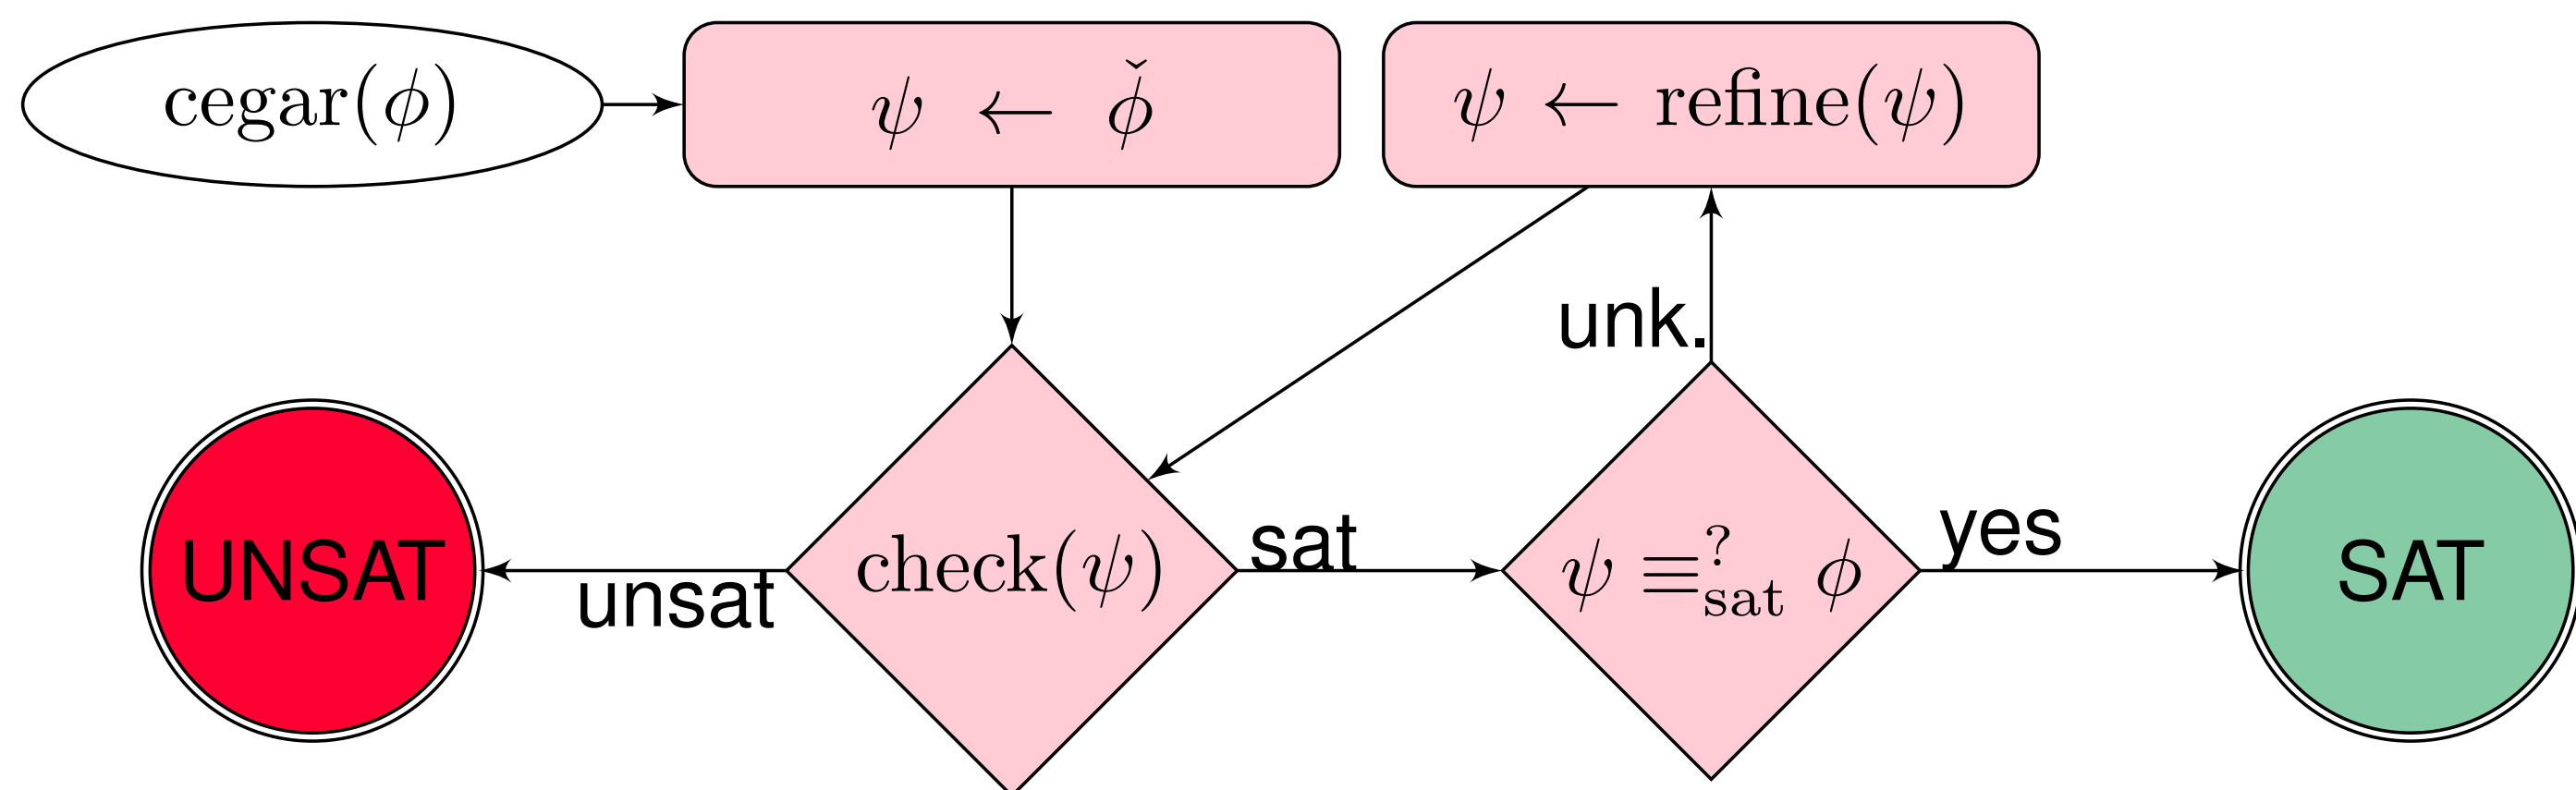 cegar(ϕ)
ψ ← ϕ̌
ψ ← refine(ψ)
unk.
UNSAT
unsat
check(ψ)
sat
ψ ≡?sat ϕ
yes
SAT